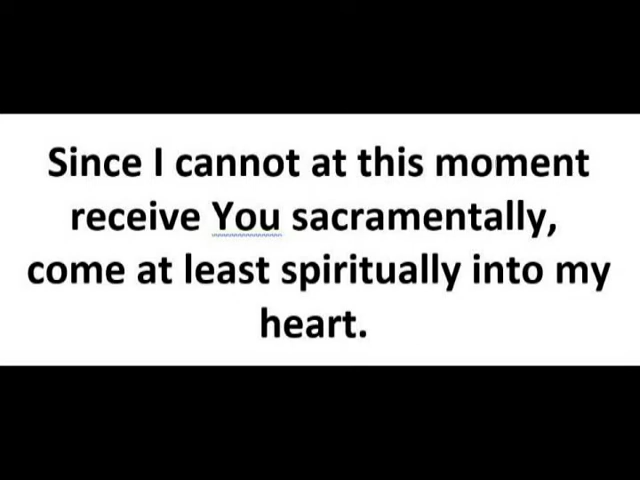 Since I cannot at this moment
receive You sacramentally,
come at least spiritually into my
heart.